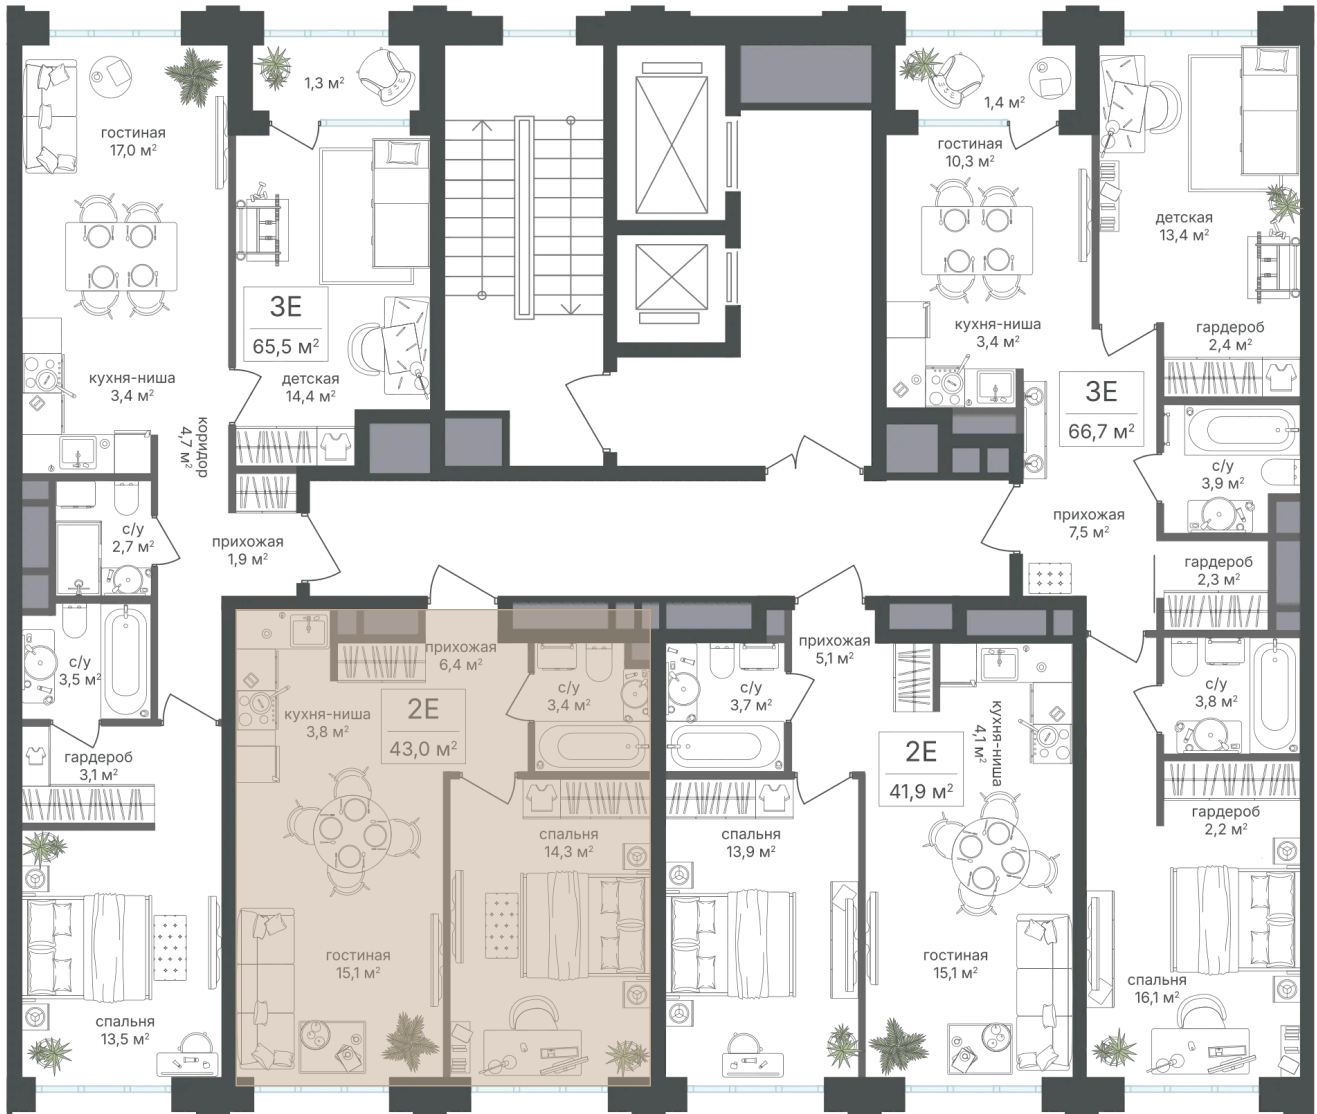 гостиная
17,0 м²
1,3 м²
3Е
65,5 м²
детская
14,4 м²
кухня-ниша
3,4 м²
коридор
4,7 м²
с/у
2,7 м²
прихожая
1,9 м²
с/у
3,5 м²
гардероб
3,1 м²
спальня
13,5 м²
1,4 м²
гостиная
10,3 м²
кухня-ниша
3,4 м²
детская
13,4 м²
гардероб
2,4 м²
3Е
66,7 м²
с/у
3,9 м²
прихожая
7,5 м²
гардероб
2,3 м²
с/у
3,8 м²
гардероб
2,2 м²
спальня
16,1 м²
прихожая
6,4 м²
кухня-ниша
3,8 м²
2Е
43,0 м²
с/у
3,4 м²
спальня
14,3 м²
гостиная
15,1 м²
прихожая
5,1 м²
с/у
3,7 м²
кухня-ниша
4,1 м²
2Е
41,9 м²
спальня
13,9 м²
гостиная
15,1 м²